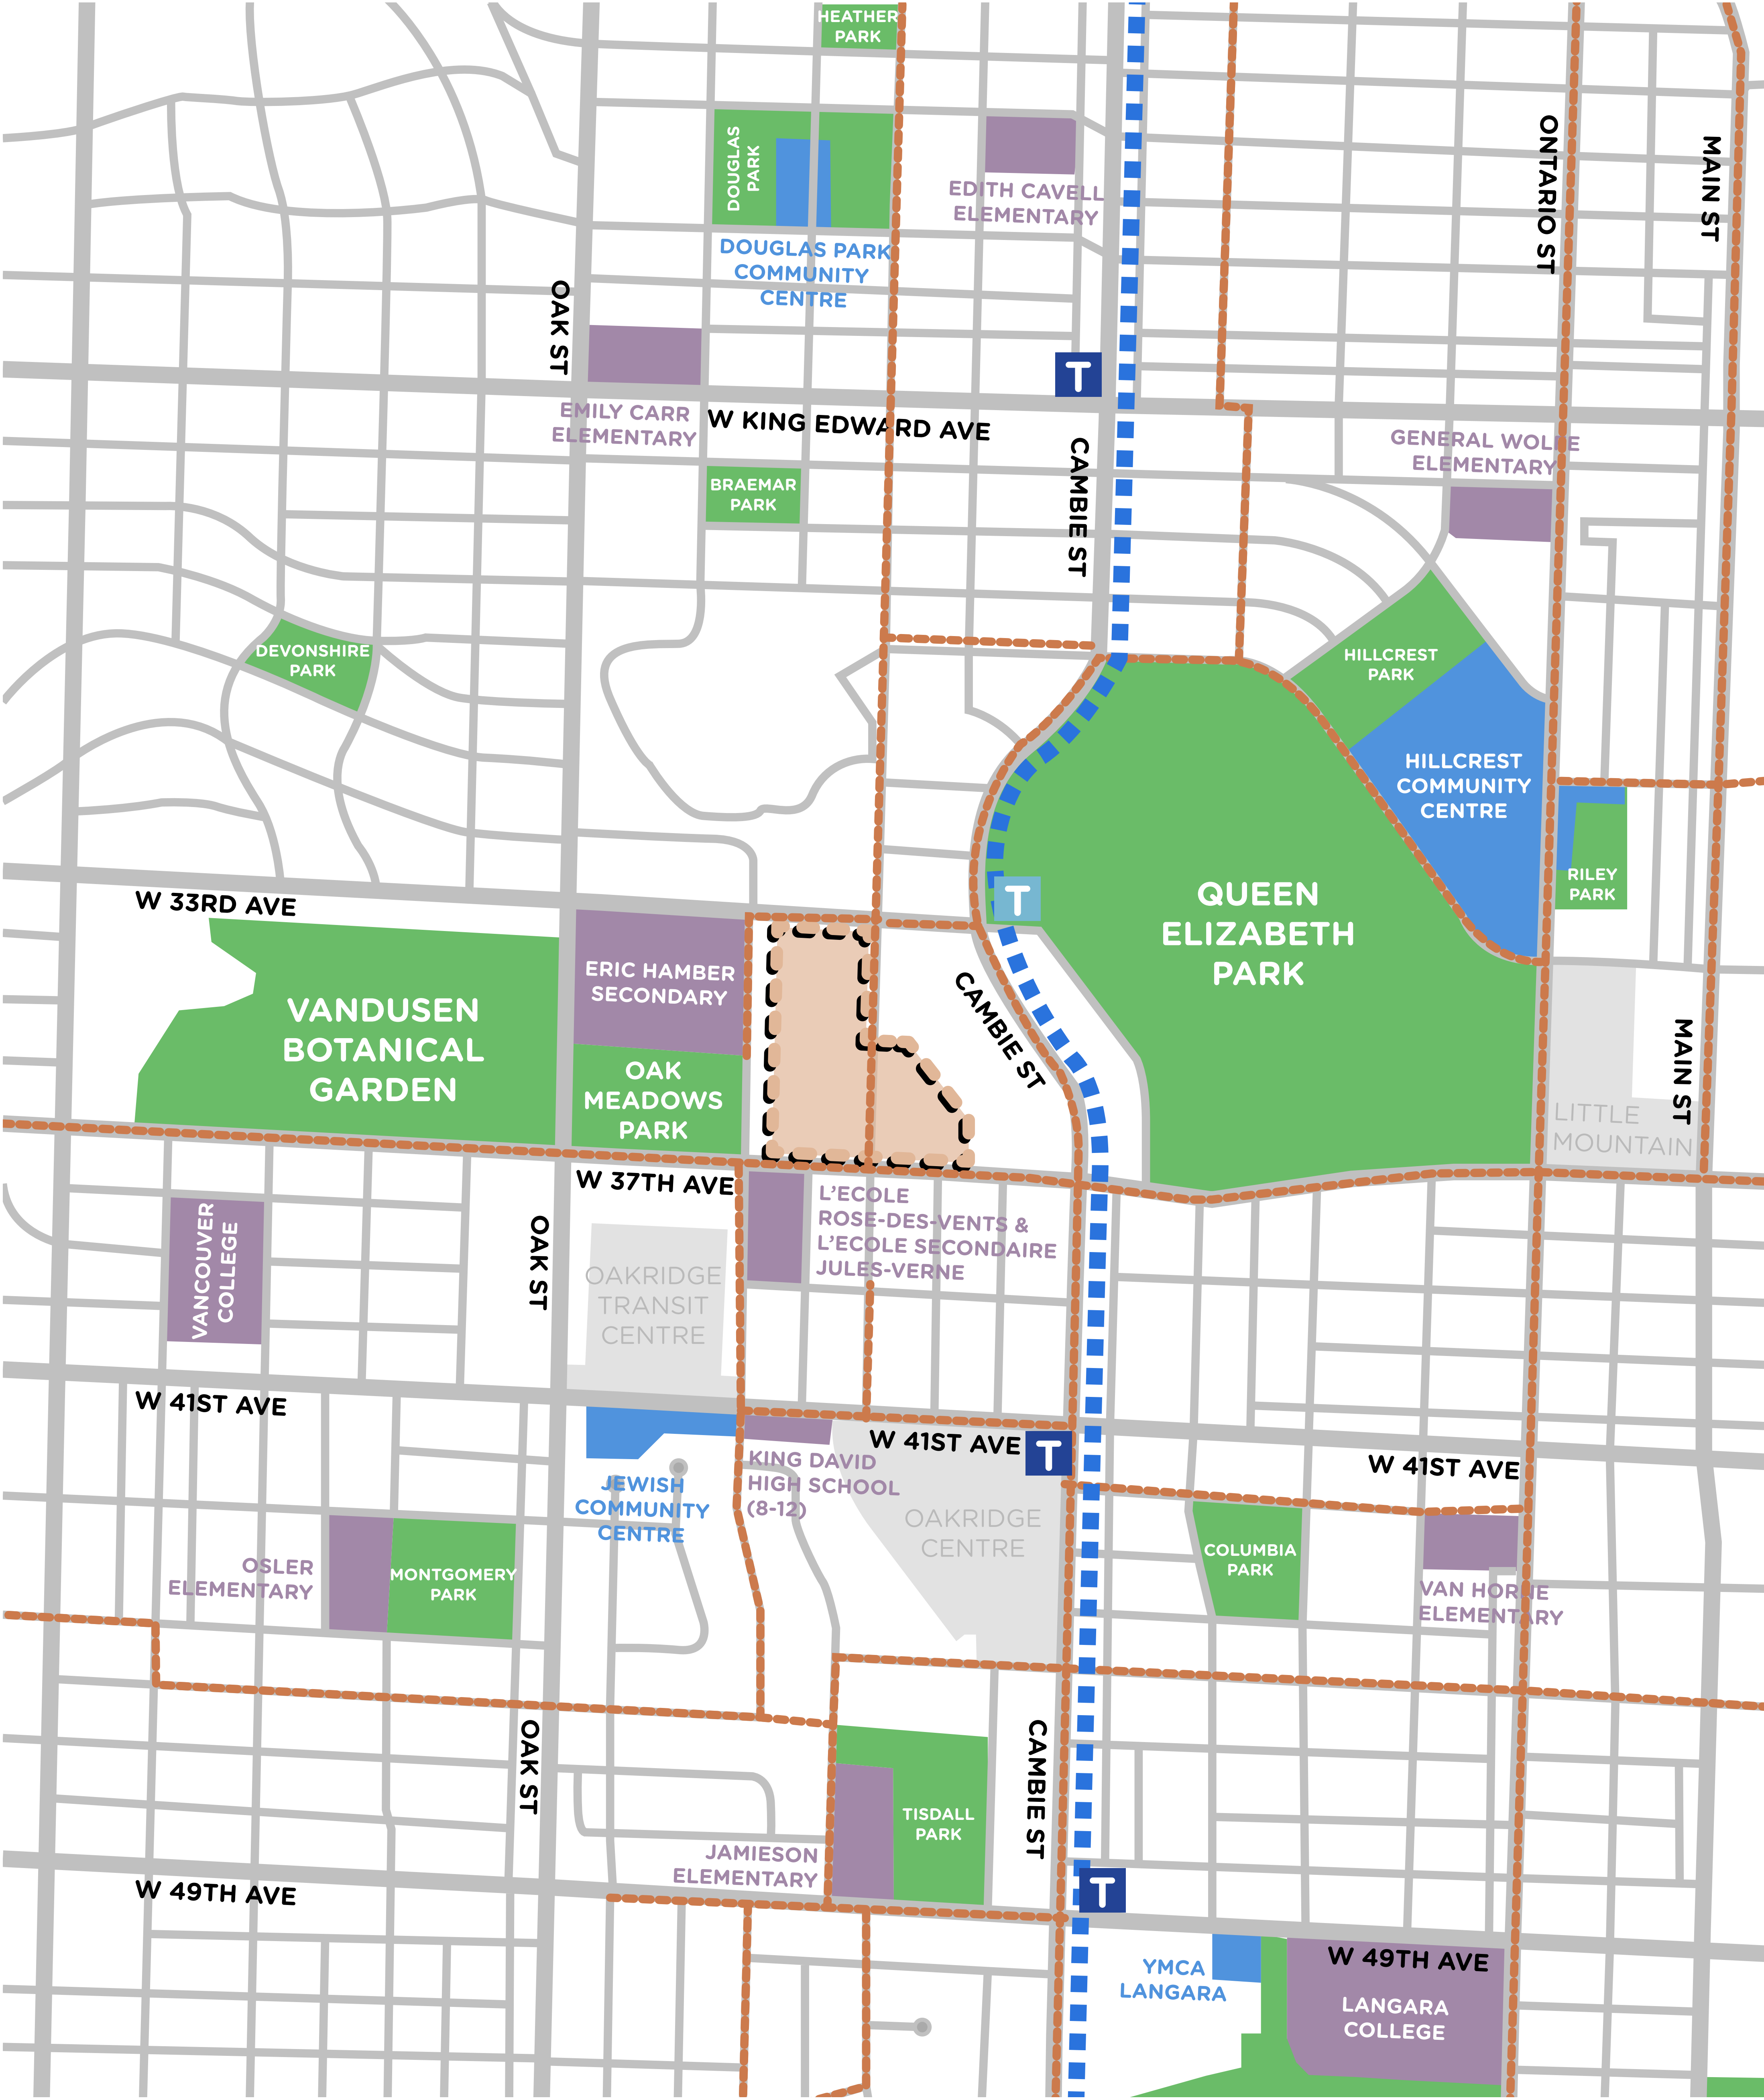 HEATHER
PARK
DOUGLAS
PARK
EDITH CAVELL
ELEMENTARY
ONTARIO ST
MAIN ST
DOUGLAS PARK
COMMUNITY
CENTRE
OAK ST
T
EMILY CARR
ELEMENTARY
W KING EDWARD AVE
CAMBIE ST
GENERAL WOLFE
ELEMENTARY
BRAEMAR
PARK
DEVONSHIRE
PARK
HILLCREST
PARK
HILLCREST
COMMUNITY
CENTRE
RILEY
PARK
W 33RD AVE
T
QUEEN
ELIZABETH
PARK
ERIC HAMBER
SECONDARY
VANDUSEN
BOTANICAL
GARDEN
CAMBIE ST
OAK
MEADOWS
PARK
MAIN ST
LITTLE
MOUNTAIN
W 37TH AVE
L'ECOLE
ROSE-DES-VENTS &
L'ECOLE SECONDAIRE
JULES-VERNE
VANCOUVER
COLLEGE
OAK ST
OAKRIDGE
TRANSIT
CENTRE
W 41ST AVE
W 41ST AVE
T
W 41ST AVE
KING DAVID
HIGH SCHOOL
(8-12)
JEWISH
COMMUNITY
CENTRE
OAKRIDGE
CENTRE
COLUMBIA
PARK
OSLER
ELEMENTARY
MONTGOMERY
PARK
VAN HORNE
ELEMENTARY
OAK ST
CAMBIE ST
TISDALL
PARK
JAMIESON
ELEMENTARY
W 49TH AVE
T
W 49TH AVE
YMCA
LANGARA
LANGARA
COLLEGE